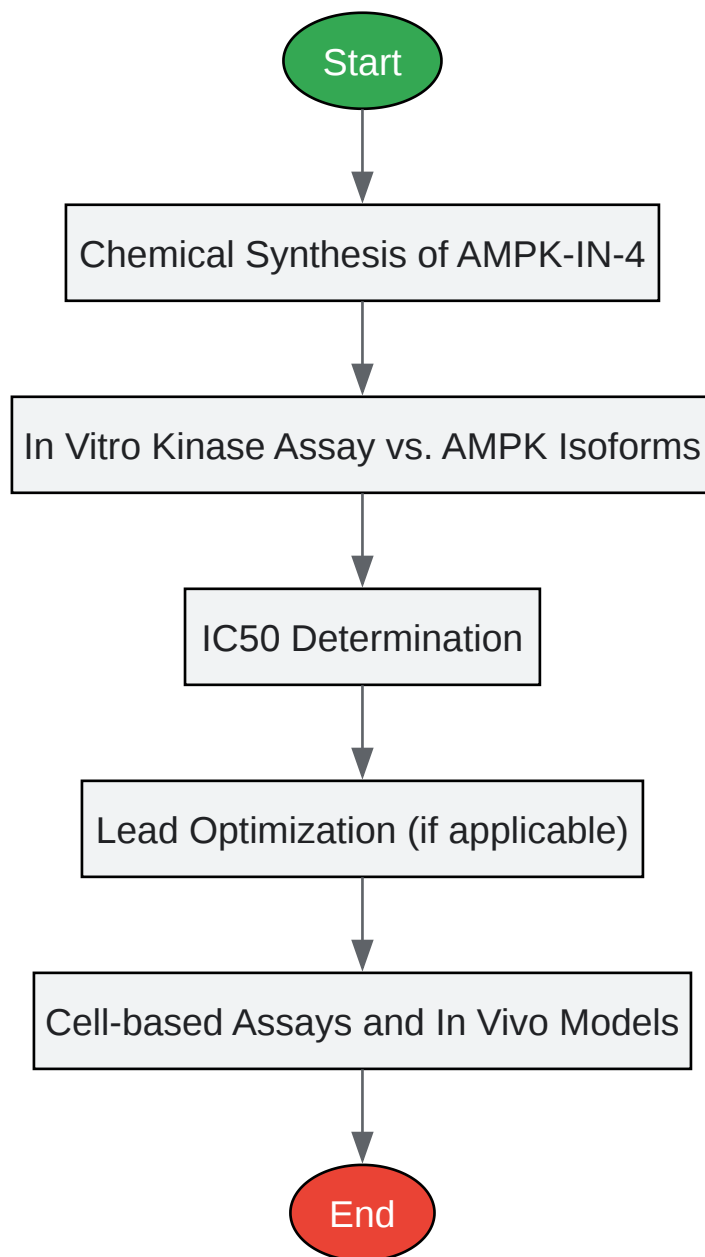 Start
Chemical Synthesis of AMPK-IN-4
In Vitro Kinase Assay vs. AMPK Isoforms
IC50 Determination
Lead Optimization (if applicable)
Cell-based Assays and In Vivo Models
End